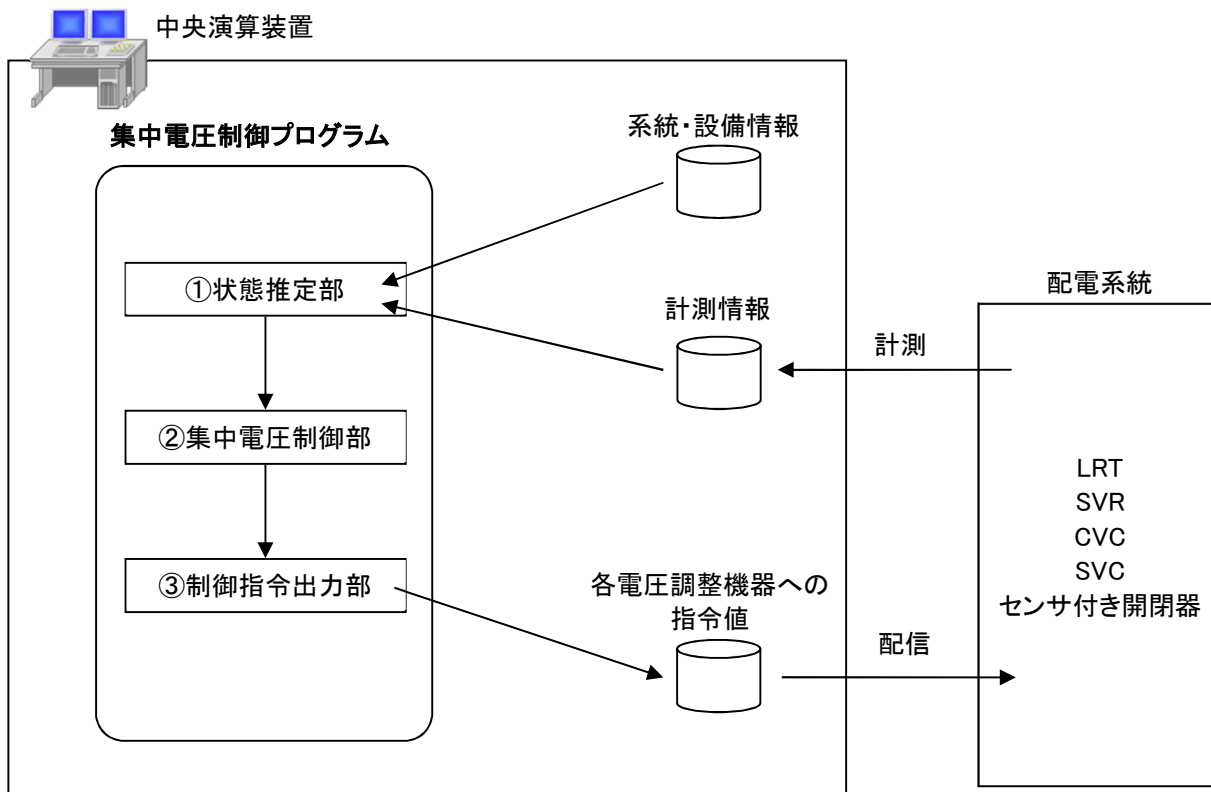 中央演算装置
集中電圧制御プログラム
系統・設備情報
①状態推定部
計測情報
②集中電圧制御部
③制御指令出力部
各電圧調整機器への
指令値
計測
配信
配電系統
LRT
SVR
CVC
SVC
センサ付き開閉器